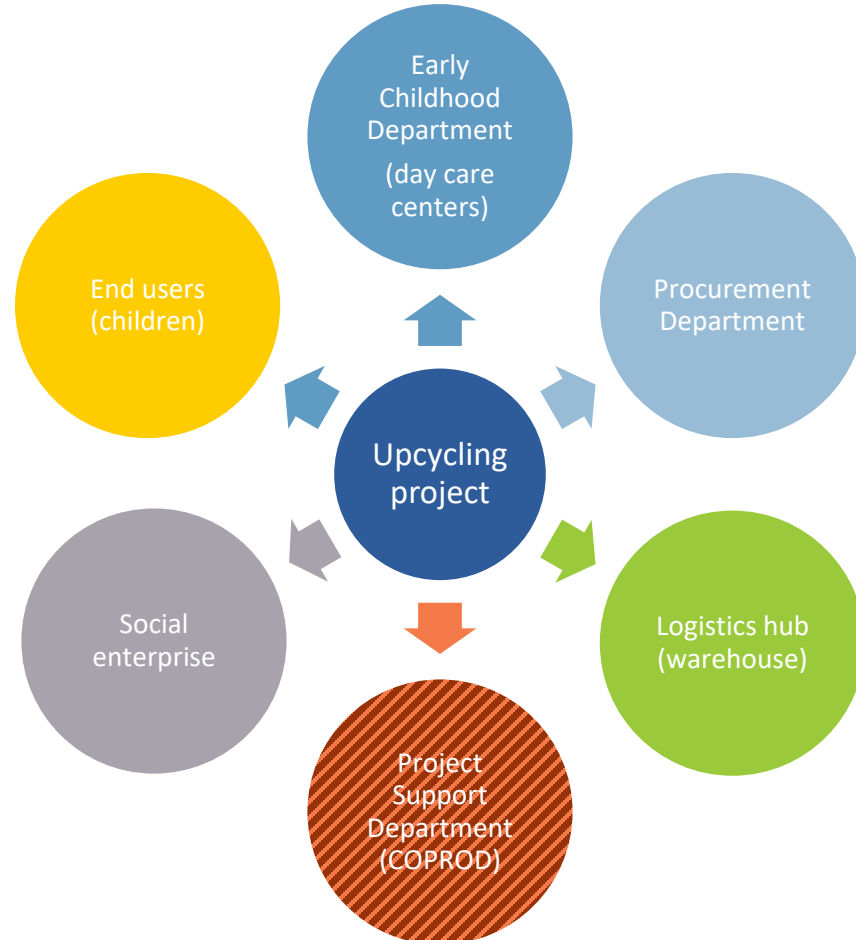 Early
Childhood
Department
(day care
centers)
End users
(children)
Procurement
Department
Upcycling
project
Social
enterprise
Logistics hub
(warehouse)
Project
Support
Department
(COPROD)